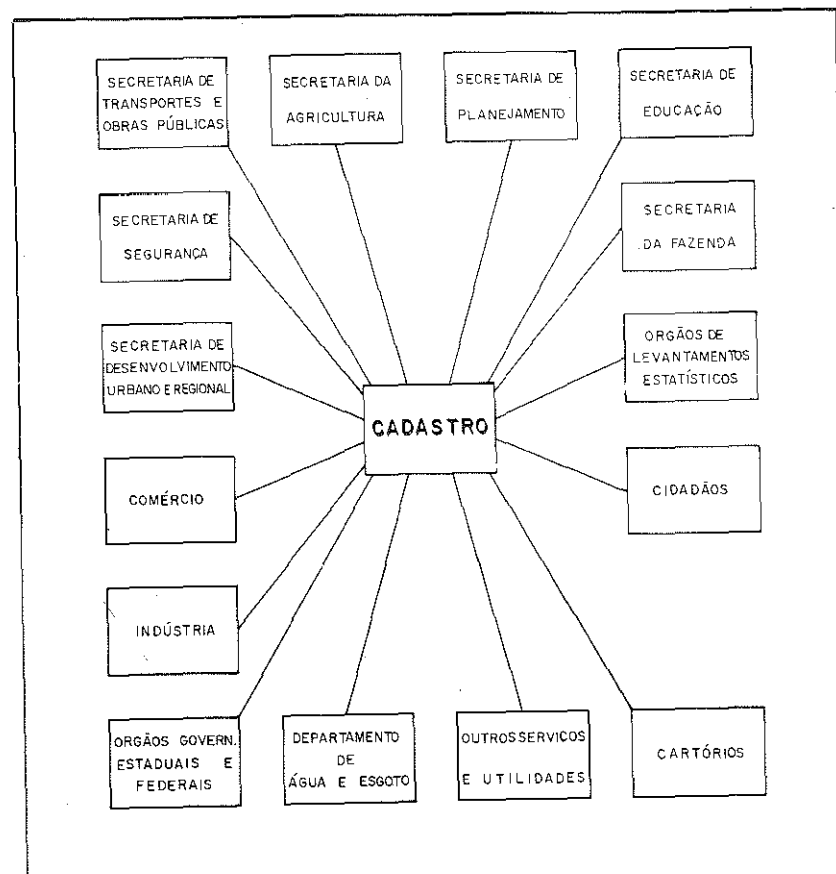 SECRETARIA DE
TRANSPORTES E
OBRAS PÚBLICAS
SECRETARIA DA
AGRICULTURA
SECRETARIA DE
PLANEJAMENTO
SECRETARIA DE
EDUCAÇÃO
SECRETARIA DE
SEGURANÇA
SECRETARIA
DA FAZENDA
SECRETARIA DE
DESENVOLVIMENTO
URBANO E REGIONAL
ORGÃOS DE
LEVANTAMENTOS
ESTATÍSTICOS
CADASTRO
COMÉRCIO
CIDADÃOS
INDÚSTRIA
ORGÃOS GOVERN.
ESTADUAIS E
FEDERAIS
DEPARTAMENTO
DE
ÁGUA E ESGOTO
OUTROS SERVICOS
E UTILIDADES
CARTÓRIOS